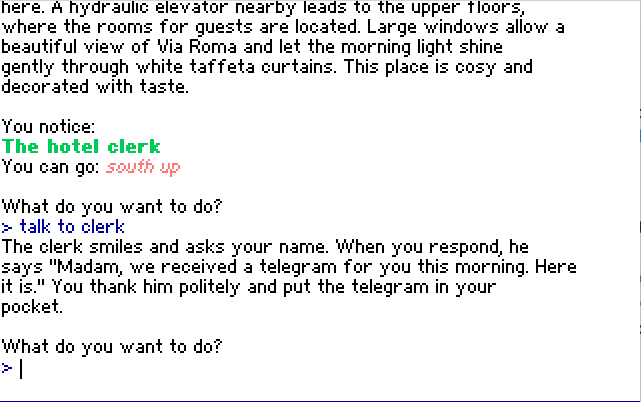 here. A hydraulic elevator nearby leads to the upper floors,
where the rooms for guests are located. Large windows allow a
beautiful view of Via Roma and let the morning light shine
gently through white taffeta curtains. This place is cosy and
decorated with taste.
You notice:
The hotel clerk
You can go: south up
What do you want to do?
> talk to clerk
The clerk smiles and asks your name. When you respond, he
says "Madam, we received a telegram for you this morning. Here
it is." You thank him politely and put the telegram in your
pocket.
What do you want to do?
>